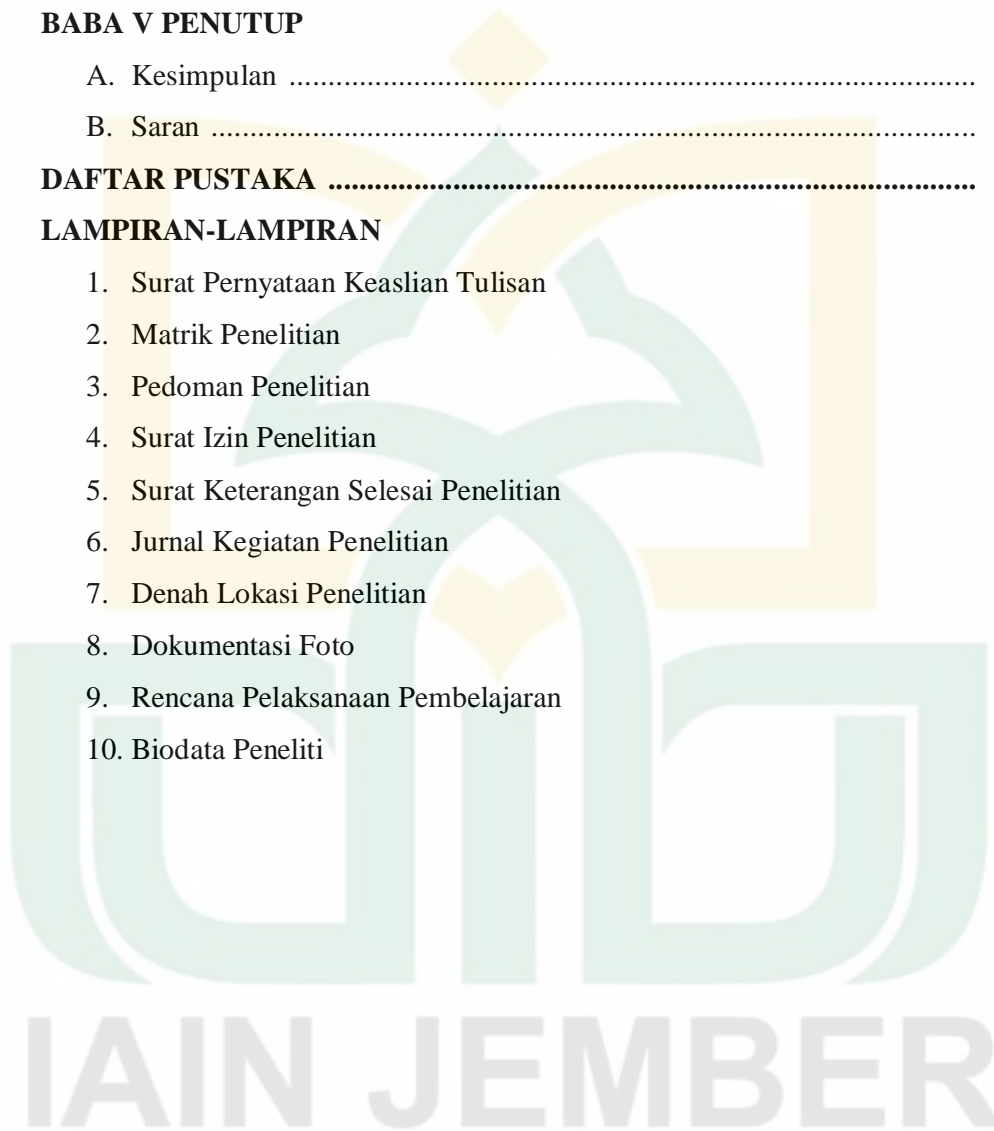 BABA V PENUTUP
A. Kesimpulan ........................................................................................
B. Saran ..................................................................................................
DAFTAR PUSTAKA ...................................................................................
LAMPIRAN-LAMPIRAN
1. Surat Pernyataan Keaslian Tulisan
2. Matrik Penelitian
3. Pedoman Penelitian
4. Surat Izin Penelitian
5. Surat Keterangan Selesai Penelitian
6. Jurnal Kegiatan Penelitian
7. Denah Lokasi Penelitian
8. Dokumentasi Foto
9. Rencana Pelaksanaan Pembelajaran
10. Biodata Peneliti
IAIN JEMBER